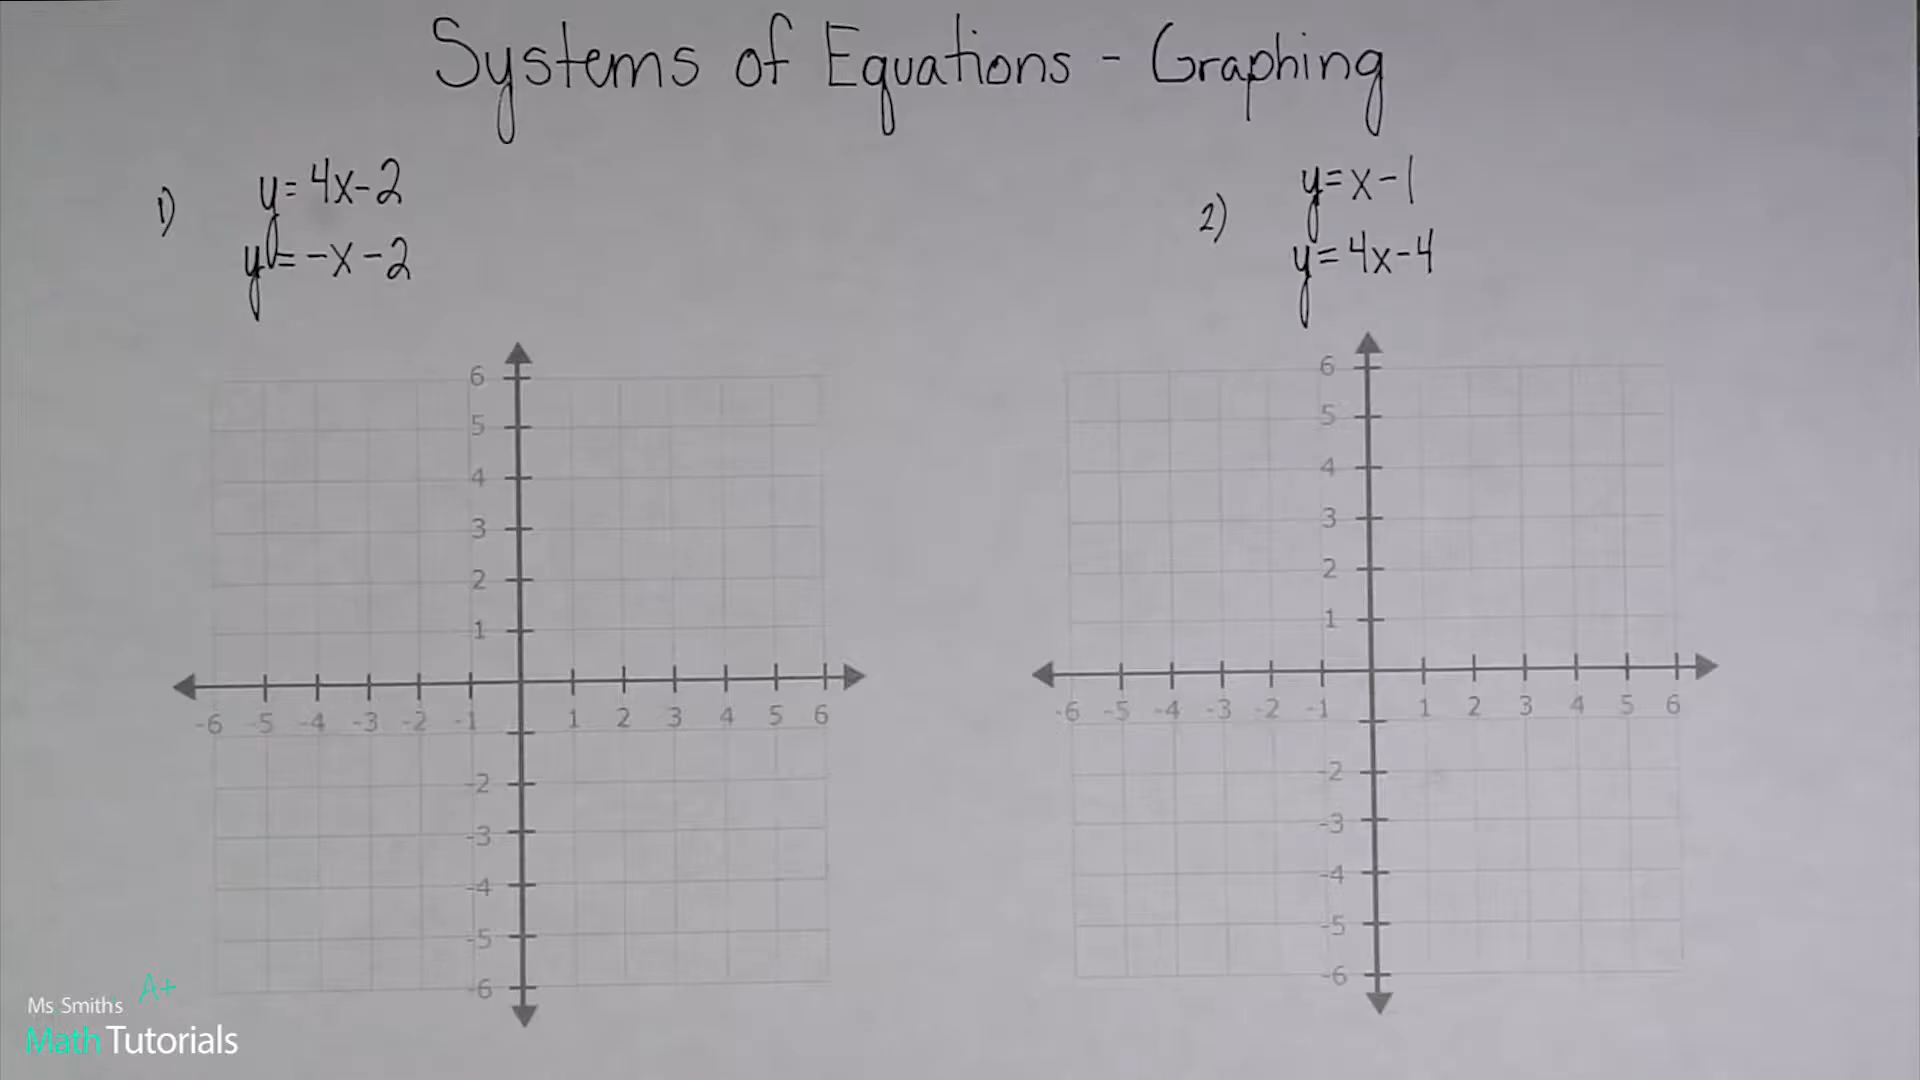 Systems of Equations - Graphing
1)
y = 4x - 2
y = -x - 2
2)
y = x - 1
y = 4x - 4
6
5
4
3
2
1
-6 -5 -4 -3 -2 -1 1 2 3 4 5 6
-2
-3
-4
-5
-6
6
5
4
3
2
1
-6 -5 -4 -3 -2 -1 1 2 3 4 5 6
-2
-3
-4
-5
-6
Ms Smith's A+
Math Tutorials